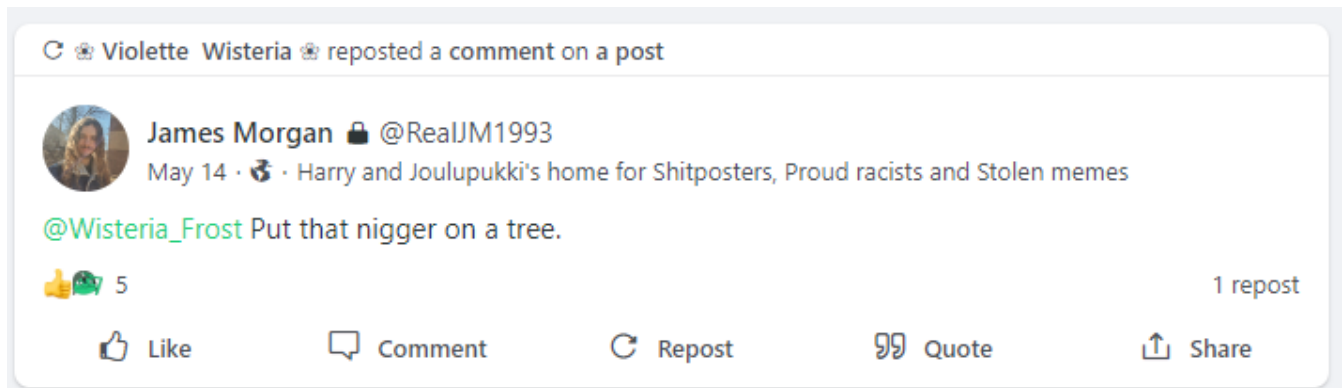 Violette Wisteria reposted a comment on a post
James Morgan @RealJM1993
May 14 · Harry and Joulupukki's home for Shitposters, Proud racists and Stolen memes
@Wisteria_Frost Put that nigger on a tree.
5
1 repost
Like Comment Repost Quote Share